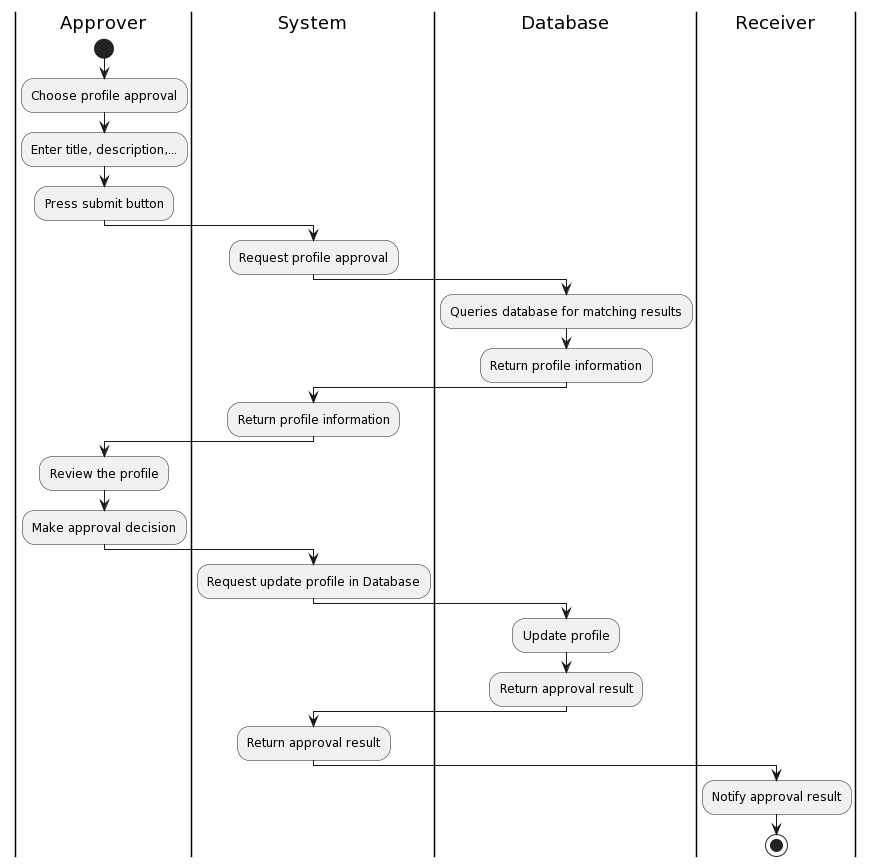 Approver
System
Database
Receiver
Choose profile approval
Enter title, description,...
Press submit button
Request profile approval
Queries database for matching results
Return profile information
Return profile information
Review the profile
Make approval decision
Request update profile in Database
Update profile
Return approval result
Return approval result
Notify approval result